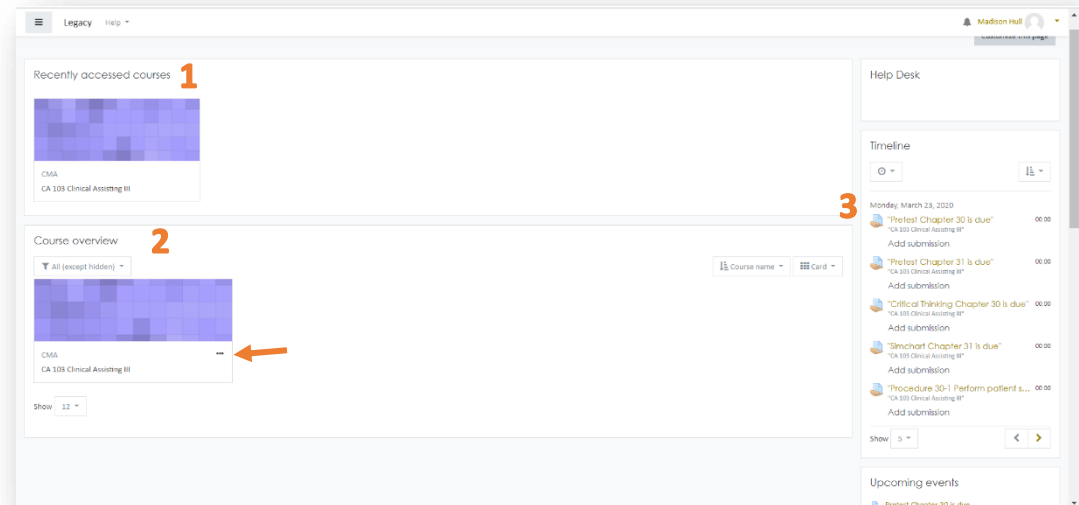 Legacy Help
Madison Hull
Customize this page
Recently accessed courses 1
CMA
CA 103 Clinical Assisting III
Course overview 2
All (except hidden)
Course name Card
CMA
CA 103 Clinical Assisting III
Show 12
Help Desk
Timeline
3
Monday, March 23, 2020
"Pretest Chapter 30 is due" 00:00
"CA 103 Clinical Assisting III"
Add submission
"Pretest Chapter 31 is due" 00:00
"CA 103 Clinical Assisting III"
Add submission
"Critical Thinking Chapter 30 is due" 00:00
"CA 103 Clinical Assisting III"
Add submission
"Simchart Chapter 31 is due" 00:00
"CA 103 Clinical Assisting III"
Add submission
"Procedure 30-1 Perform patient s... 00:00
"CA 103 Clinical Assisting III"
Add submission
Show 5
Upcoming events
Pretest Chapter 30 is due